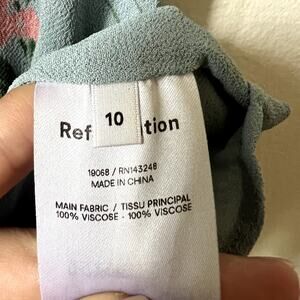 10
Ref tion
19068 / RN143248
MADE IN CHINA
MAIN FABRIC / TISSU PRINCIPAL
100% VISCOSE - 100% VISCOSE